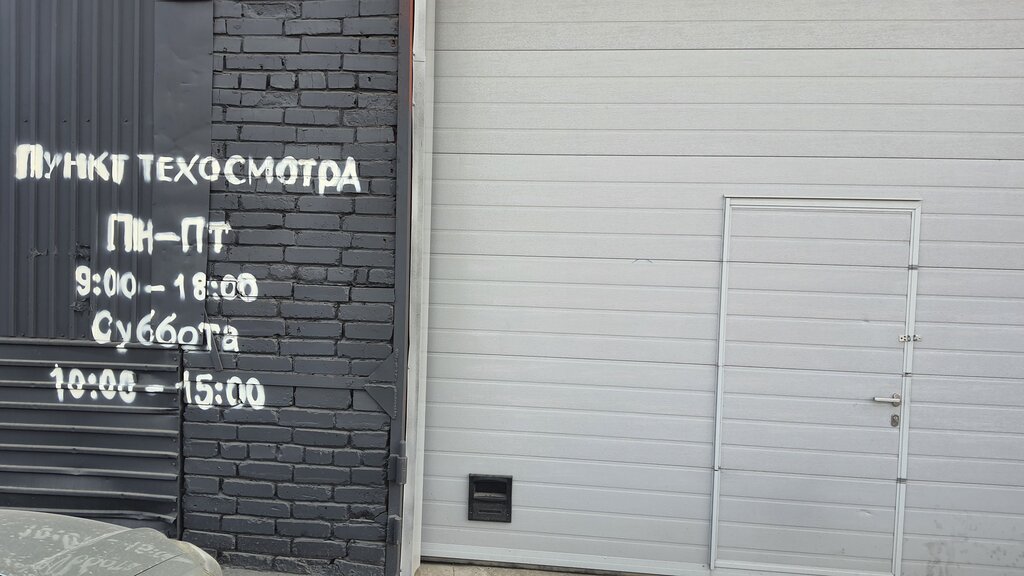 Пункт техосмотра
Пн-Пт
9:00 - 18:00
Суббота
10:00 - 15:00